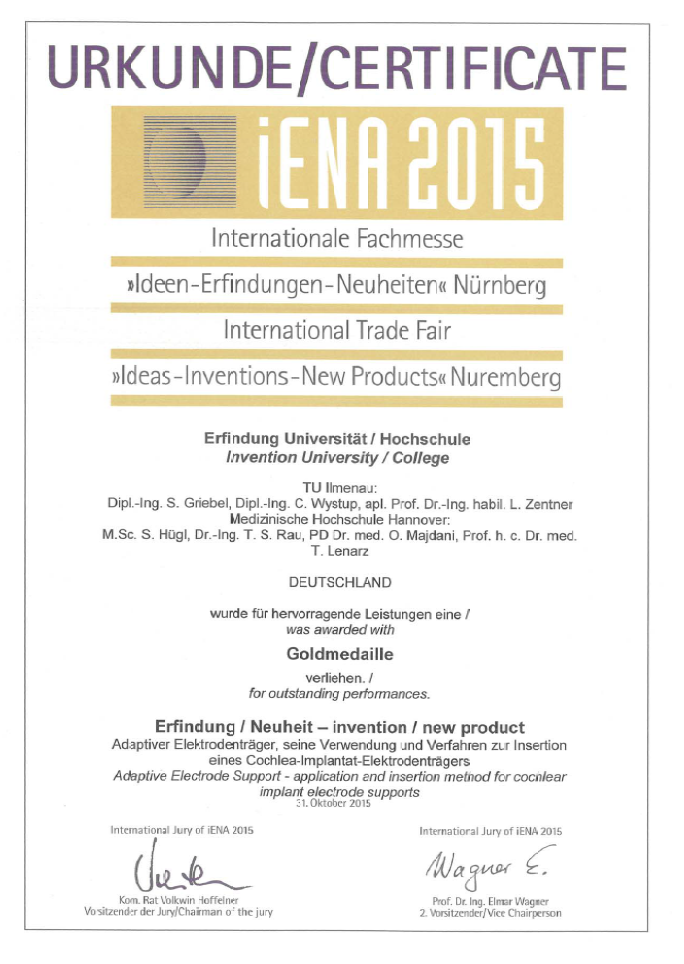 URKUNDE/CERTIFICATE
iENA 2015
Internationale Fachmesse
»Ideen-Erfindungen-Neuheiten« Nürnberg
International Trade Fair
»Ideas-Inventions-New Products« Nuremberg
Erfindung Universität / Hochschule
Invention University / College
TU Ilmenau:
Dipl.-Ing. S. Griebel, Dipl.-Ing. C. Wystup, apl. Prof. Dr.-Ing. habil. L. Zentner
Medizinische Hochschule Hannover:
M.Sc. S. Hügl, Dr.-Ing. T. S. Rau, PD Dr. med. O. Majdani, Prof. h. c. Dr. med.
T. Lenarz
DEUTSCHLAND
wurde für hervorragende Leistungen eine /
was awarded with
Goldmedaille
verliehen. /
for outstanding performances.
Erfindung / Neuheit – invention / new product
Adaptiver Elektrodenträger, seine Verwendung und Verfahren zur Insertion
eines Cochlea-Implantat-Elektrodenträgers
Adaptive Electrode Support - application and insertion method for cochlear
implant electrode supports
31. Oktober 2015
International Jury of iENA 2015
International Jury of iENA 2015
Wagner E.
Kom. Rat Volkwin Hoffelner
Vorsitzender der Jury/Chairman of the jury
Prof. Dr. Ing. Elmar Wagner
2. Vorsitzender/Vice Chairperson